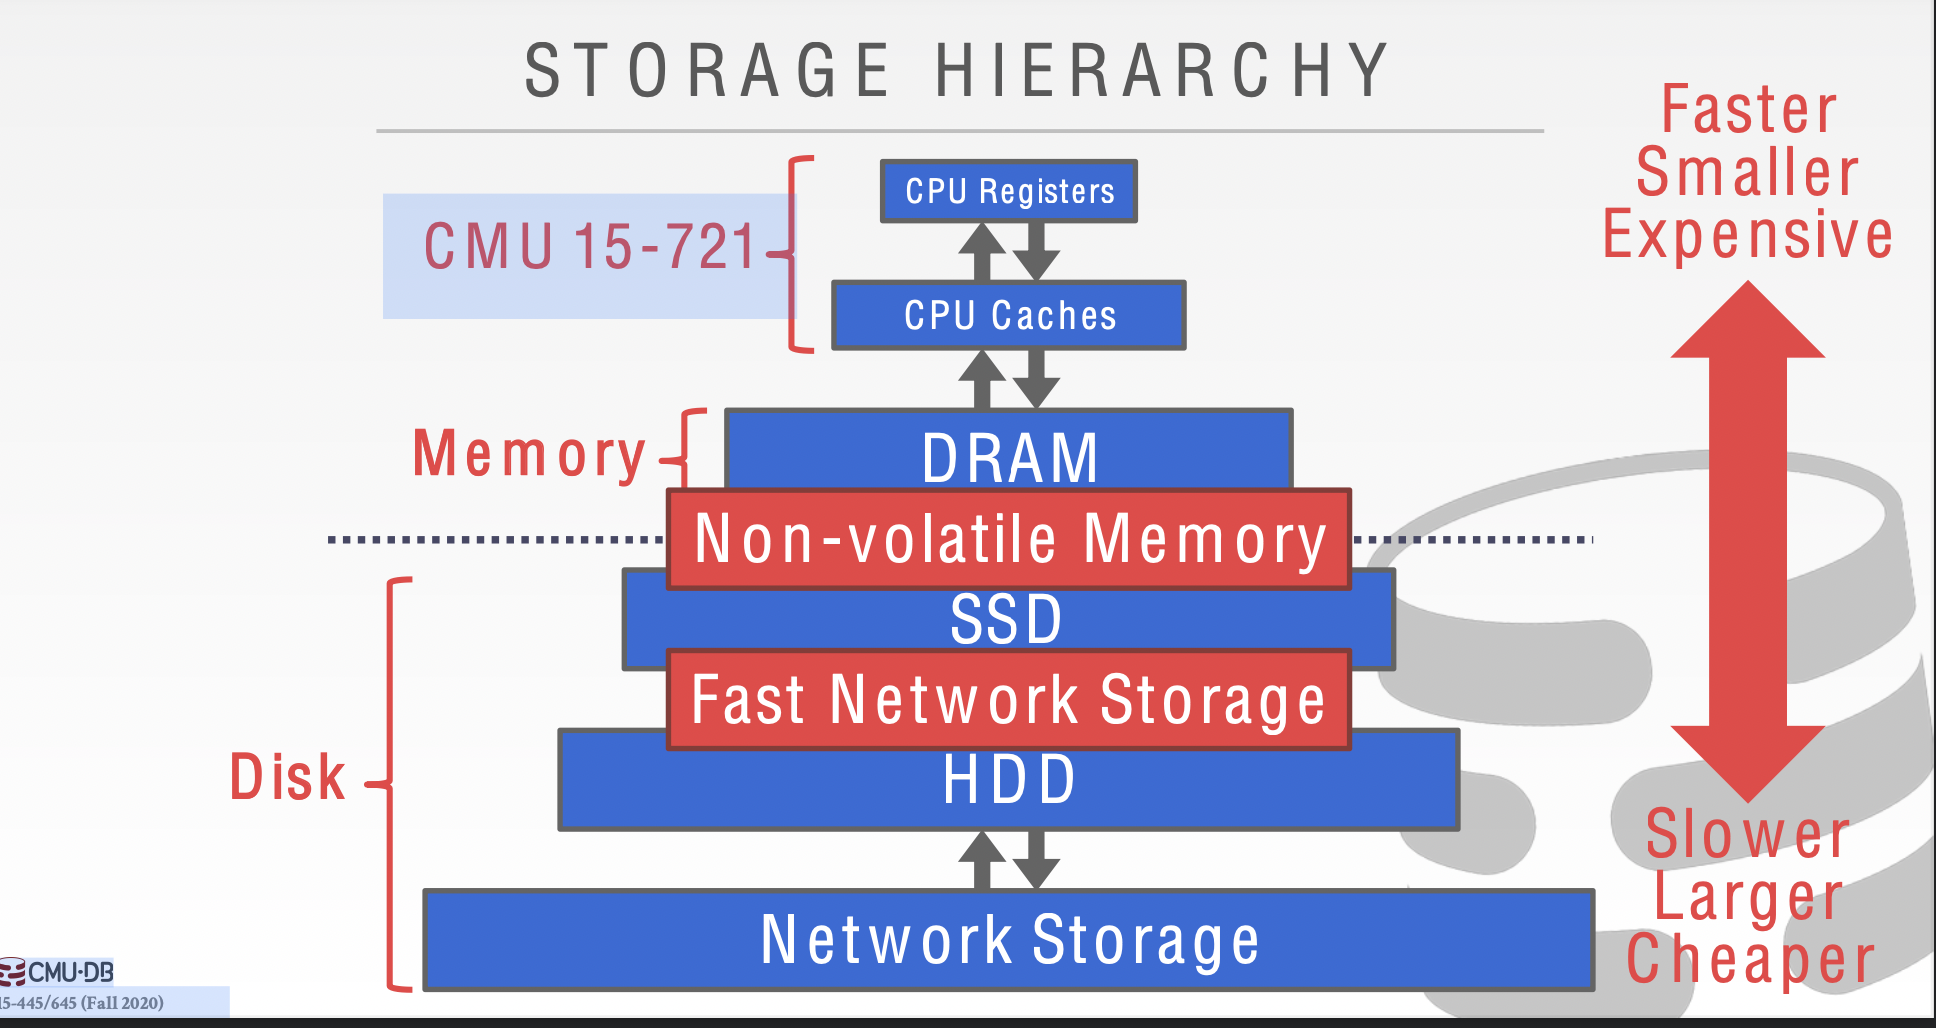 STORAGE HIERARCHY
Faster
Smaller
Expensive
CPU Registers
CMU 15-721
CPU Caches
Memory
DRAM
Non-volatile Memory
SSD
Fast Network Storage
Disk
HDD
Slower
Larger
Cheaper
Network Storage
CMU·DB
15-445/645 (Fall 2020)